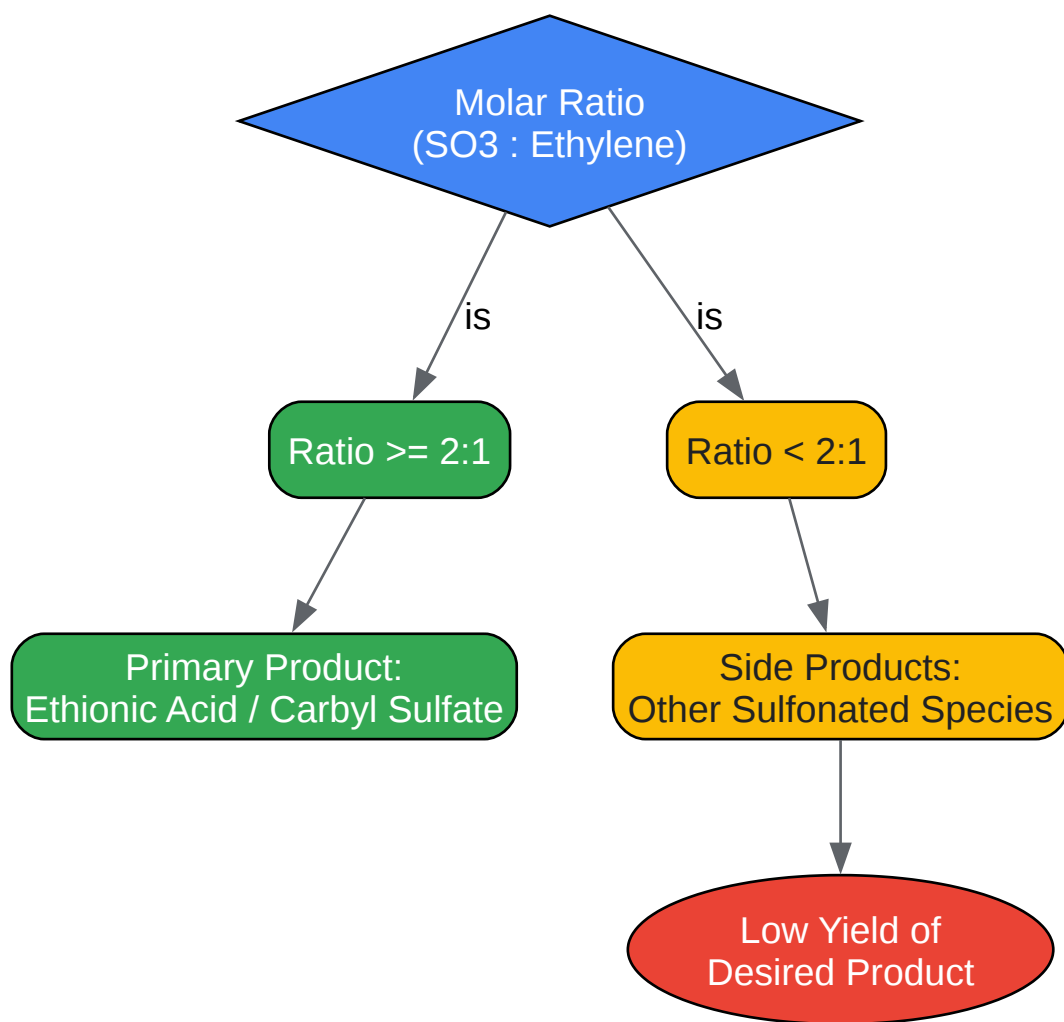 Molar Ratio
(SO3 : Ethylene)
is
is
Ratio >= 2:1
Ratio < 2:1
Primary Product:
Ethionic Acid / Carbyl Sulfate
Side Products:
Other Sulfonated Species
Low Yield of
Desired Product